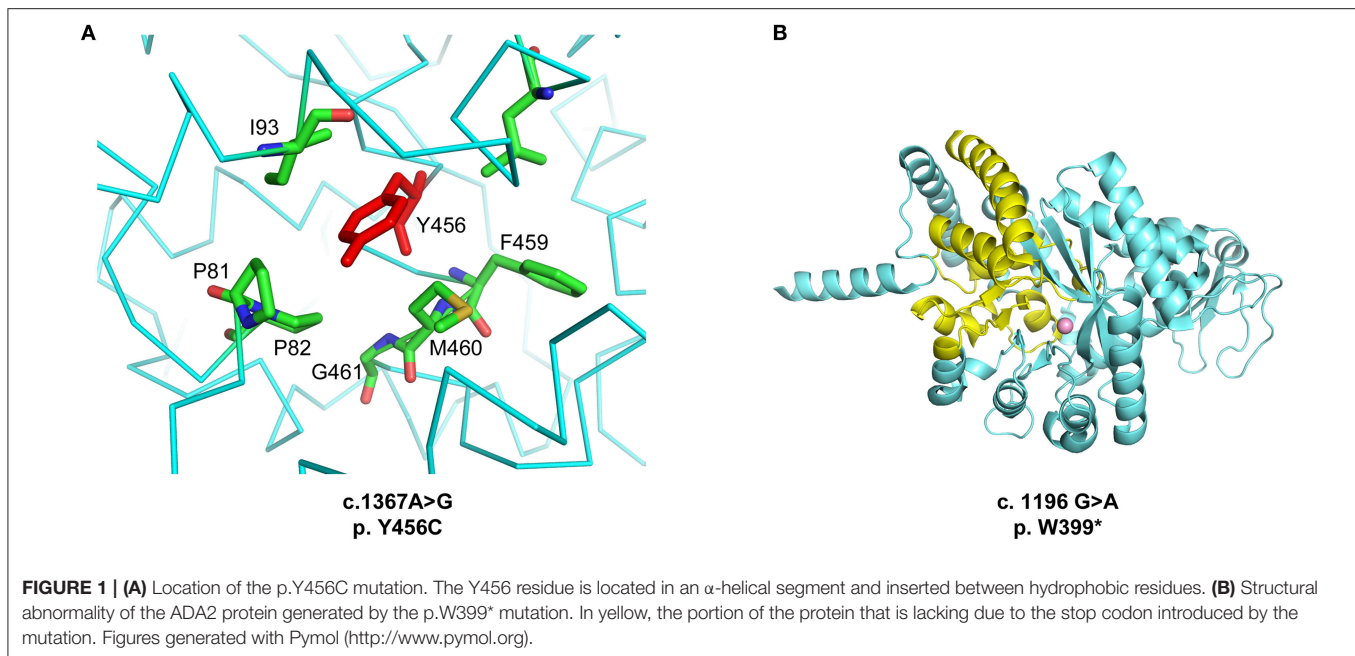 A
B
I93
Y456
F459
P81
P82
M460
G461
c.1367A>G
p. Y456C
c. 1196 G>A
p. W399*
FIGURE 1 | (A) Location of the p.Y456C mutation. The Y456 residue is located in an α-helical segment and inserted between hydrophobic residues. (B) Structural
abnormality of the ADA2 protein generated by the p.W399* mutation. In yellow, the portion of the protein that is lacking due to the stop codon introduced by the
mutation. Figures generated with Pymol (http://www.pymol.org).